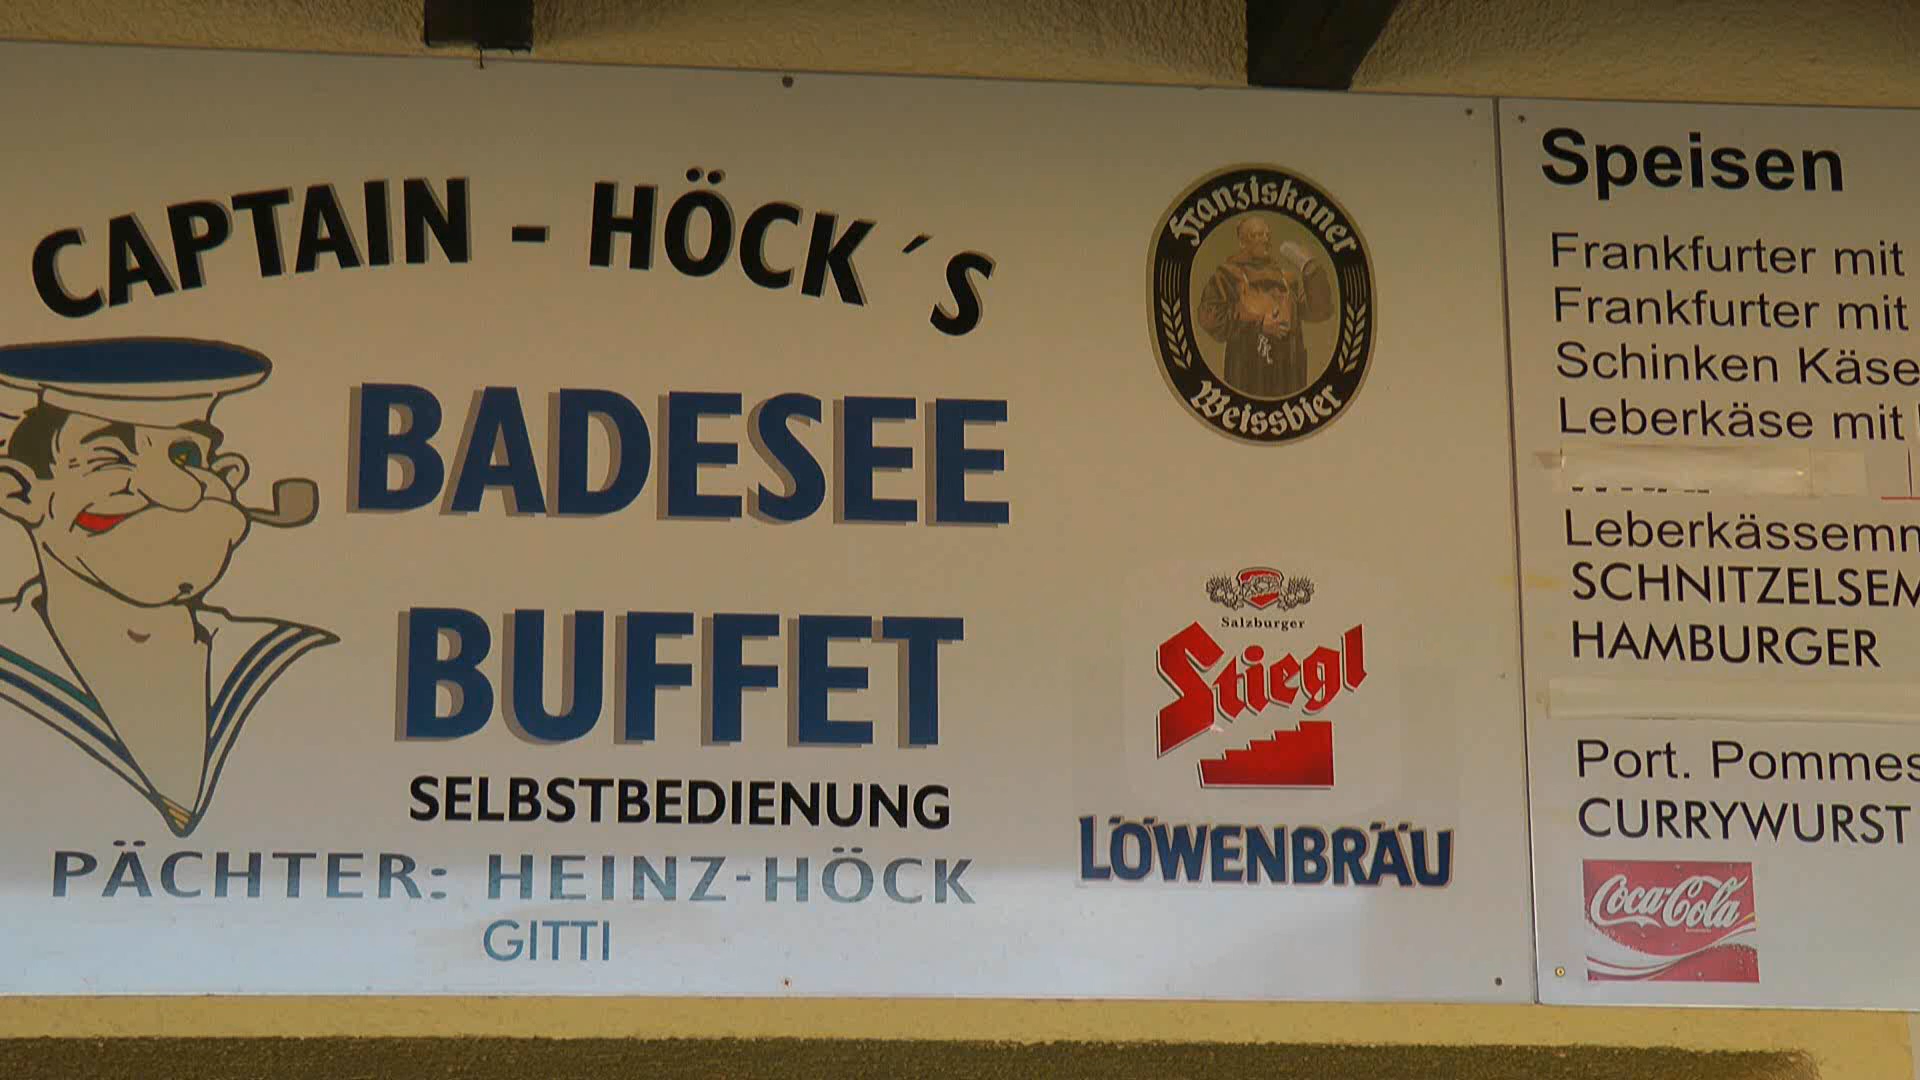 CAPTAIN - HÖCK´S
BADESEE
BUFFET
SELBSTBEDIENUNG
PÄCHTER: HEINZ-HÖCK
GITTI
Franziskaner
Weissbier
Salzburger
Stiegl
LÖWENBRÄU
Speisen
Frankfurter mit
Frankfurter mit
Schinken Käse
Leberkäse mit
Leberkässemm
SCHNITZELSEM
HAMBURGER
Port. Pommes
CURRYWURST
Coca-Cola